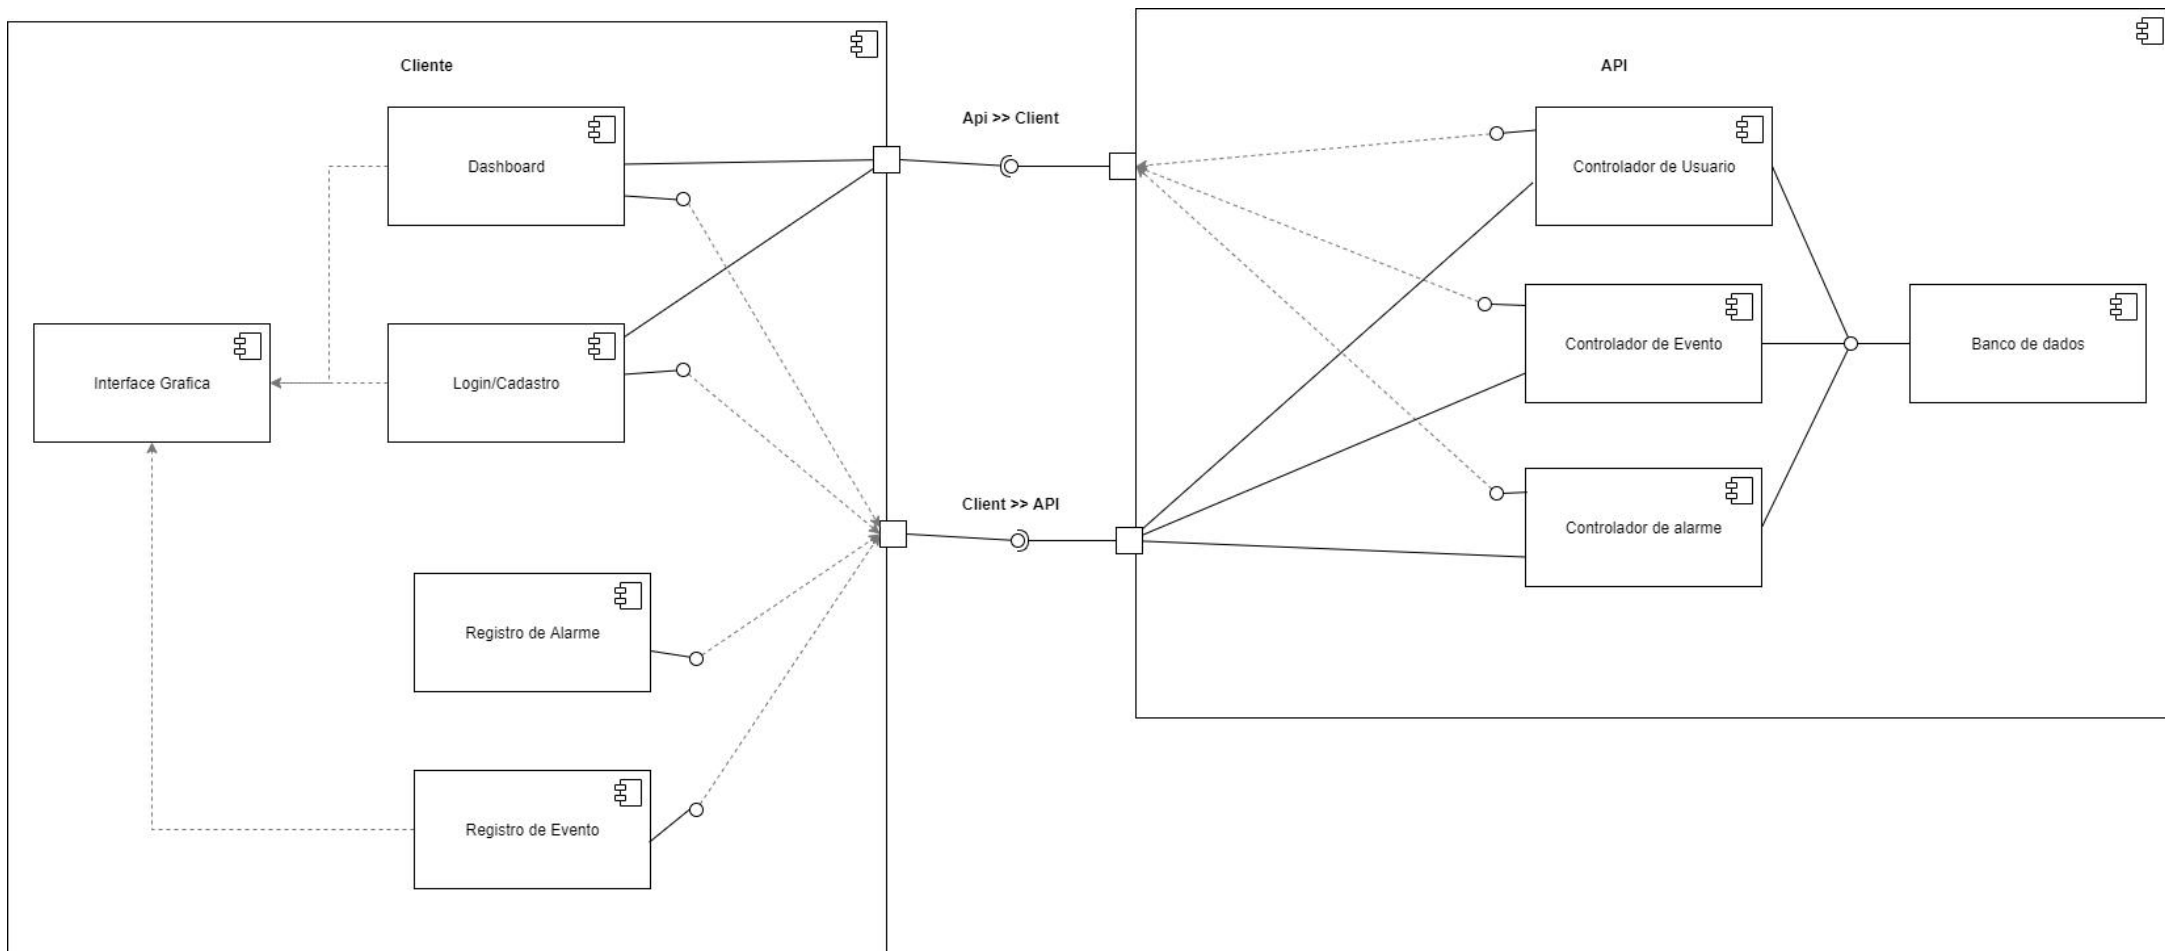 Cliente
API
Api >> Client
Dashboard
Controlador de Usuario
Interface Grafica
Login/Cadastro
Controlador de Evento
Banco de dados
Client >> API
Controlador de alarme
Registro de Alarme
Registro de Evento